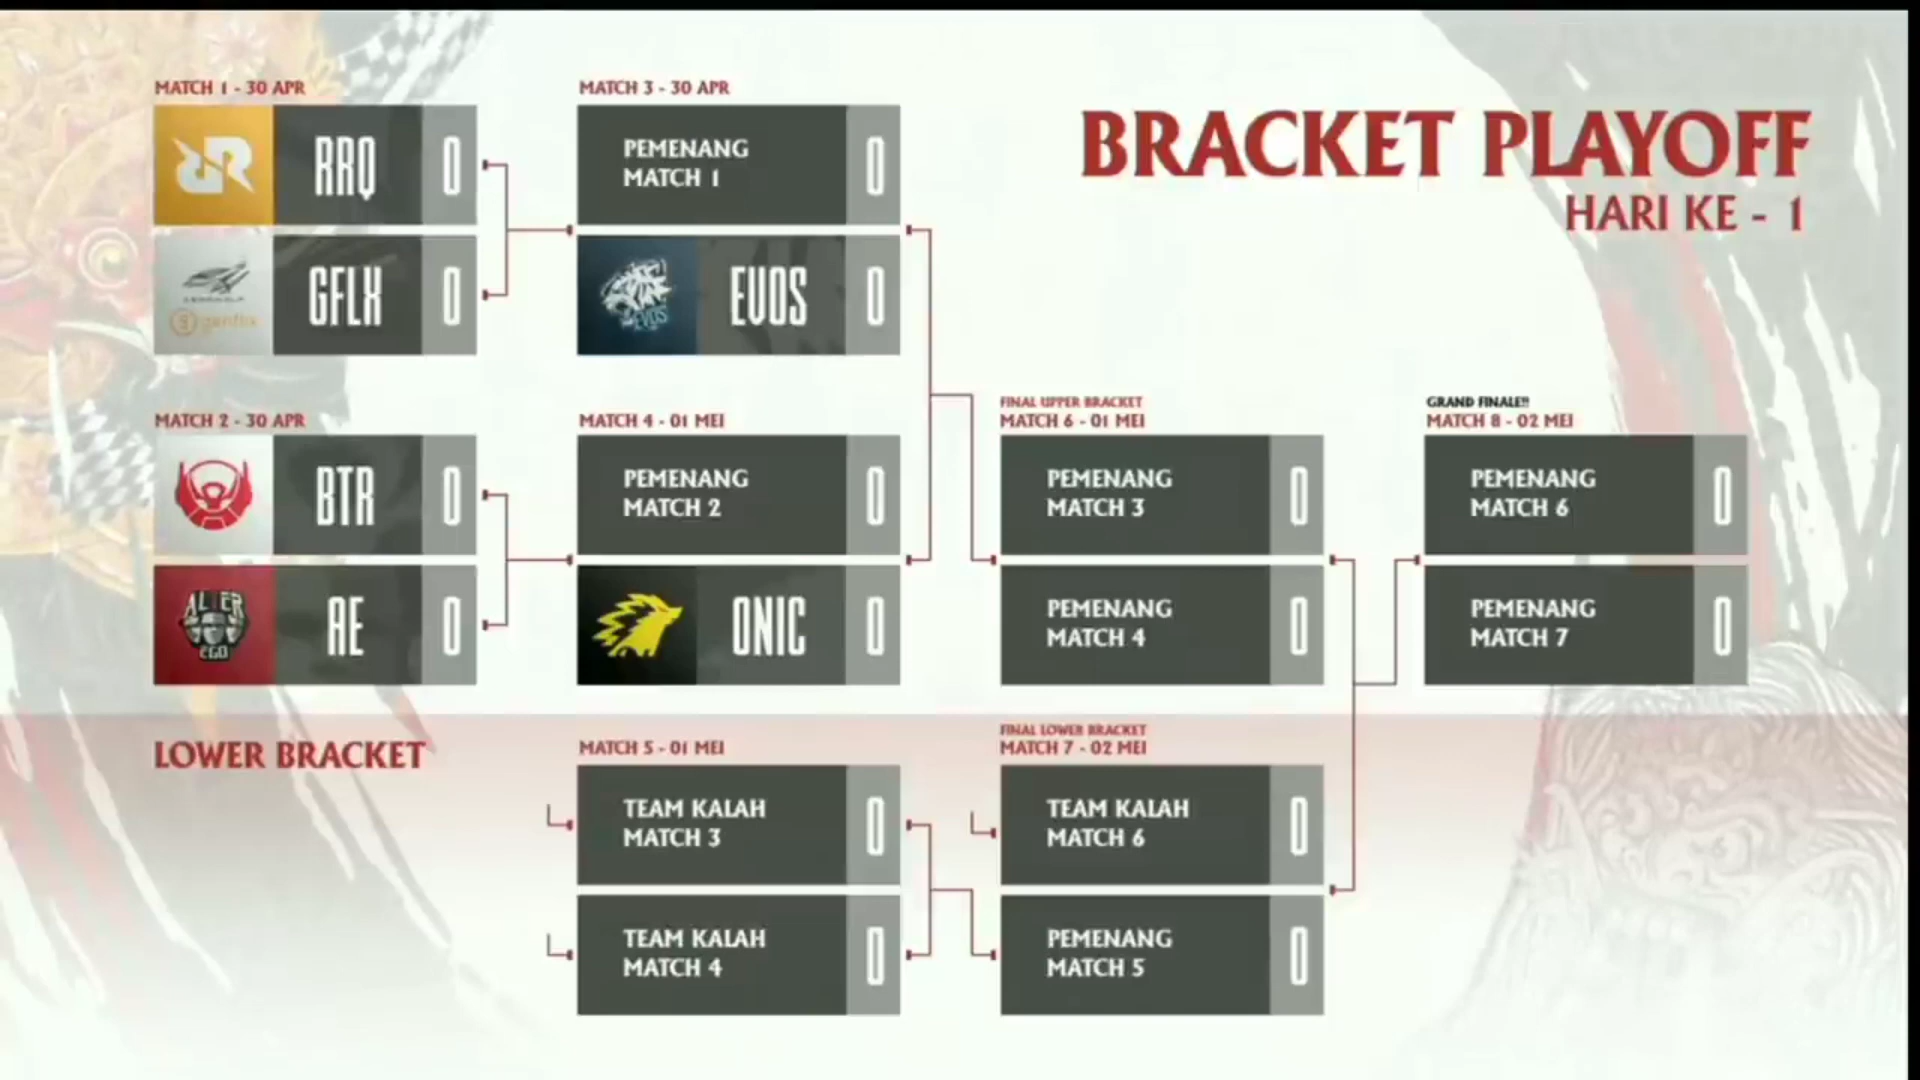 BRACKET PLAYOFF
HARI KE - 1
MATCH 1 - 30 APR
RRQ 0
GFLX 0
MATCH 2 - 30 APR
BTR 0
ALTER
EGO
AE 0
MATCH 3 - 30 APR
PEMENANG
MATCH 1
0
EVOS
EVOS 0
MATCH 4 - 01 MEI
PEMENANG
MATCH 2
0
ONIC 0
FINAL UPPER BRACKET
MATCH 6 - 01 MEI
PEMENANG
MATCH 3
0
PEMENANG
MATCH 4
0
GRAND FINALE!!
MATCH 8 - 02 MEI
PEMENANG
MATCH 6
0
PEMENANG
MATCH 7
0
LOWER BRACKET
MATCH 5 - 01 MEI
TEAM KALAH
MATCH 3
0
TEAM KALAH
MATCH 4
0
FINAL LOWER BRACKET
MATCH 7 - 02 MEI
TEAM KALAH
MATCH 6
0
PEMENANG
MATCH 5
0